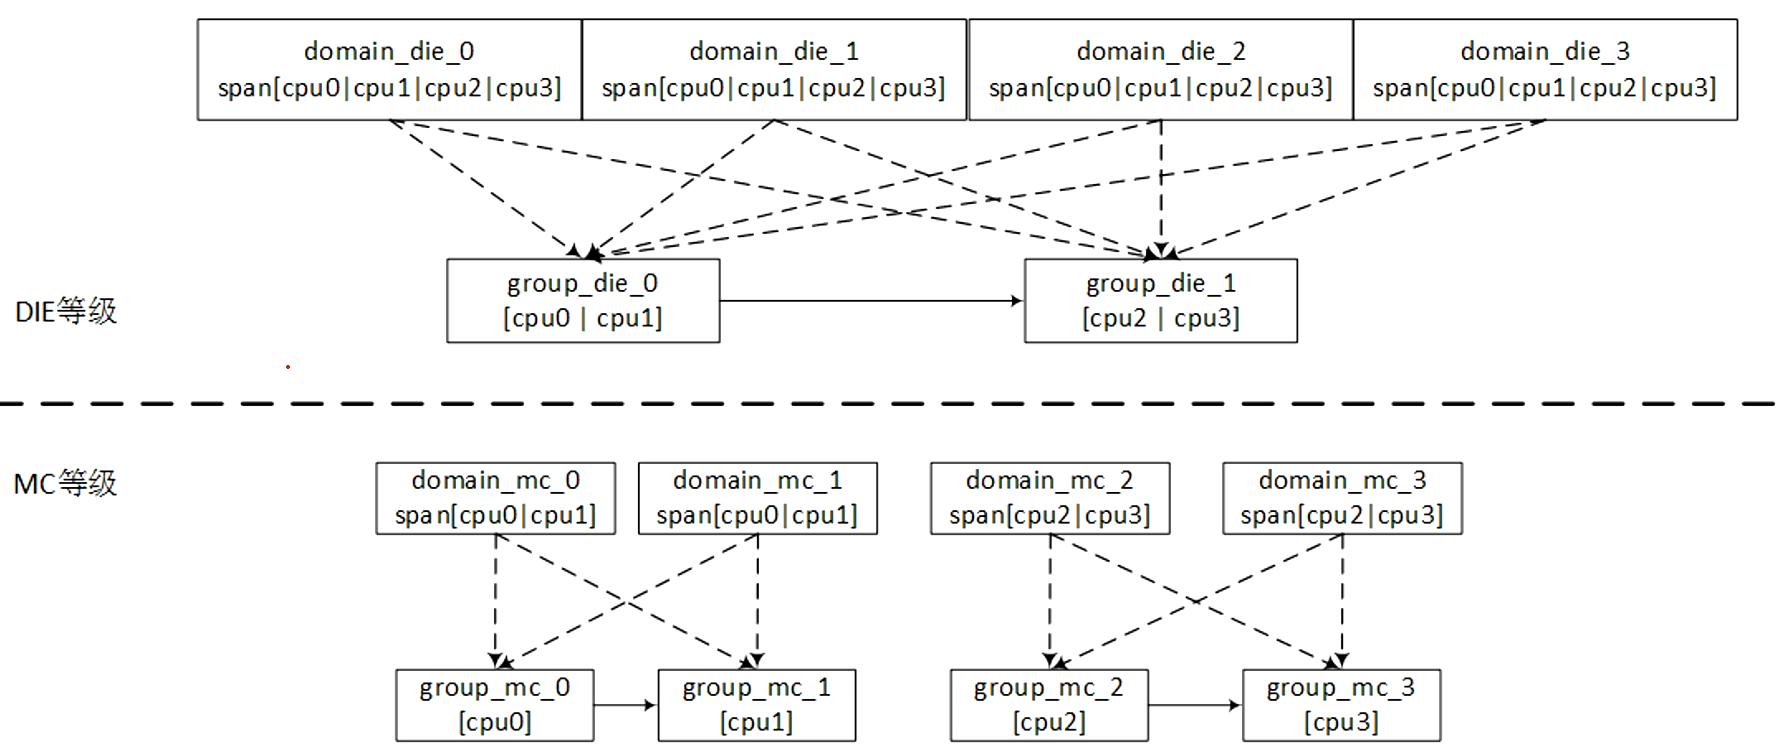 domain_die_0
span[cpu0|cpu1|cpu2|cpu3]
domain_die_1
span[cpu0|cpu1|cpu2|cpu3]
domain_die_2
span[cpu0|cpu1|cpu2|cpu3]
domain_die_3
span[cpu0|cpu1|cpu2|cpu3]
DIE等级
group_die_0
[cpu0 | cpu1]
group_die_1
[cpu2 | cpu3]
MC等级
domain_mc_0
span[cpu0|cpu1]
domain_mc_1
span[cpu0|cpu1]
domain_mc_2
span[cpu2|cpu3]
domain_mc_3
span[cpu2|cpu3]
group_mc_0
[cpu0]
group_mc_1
[cpu1]
group_mc_2
[cpu2]
group_mc_3
[cpu3]